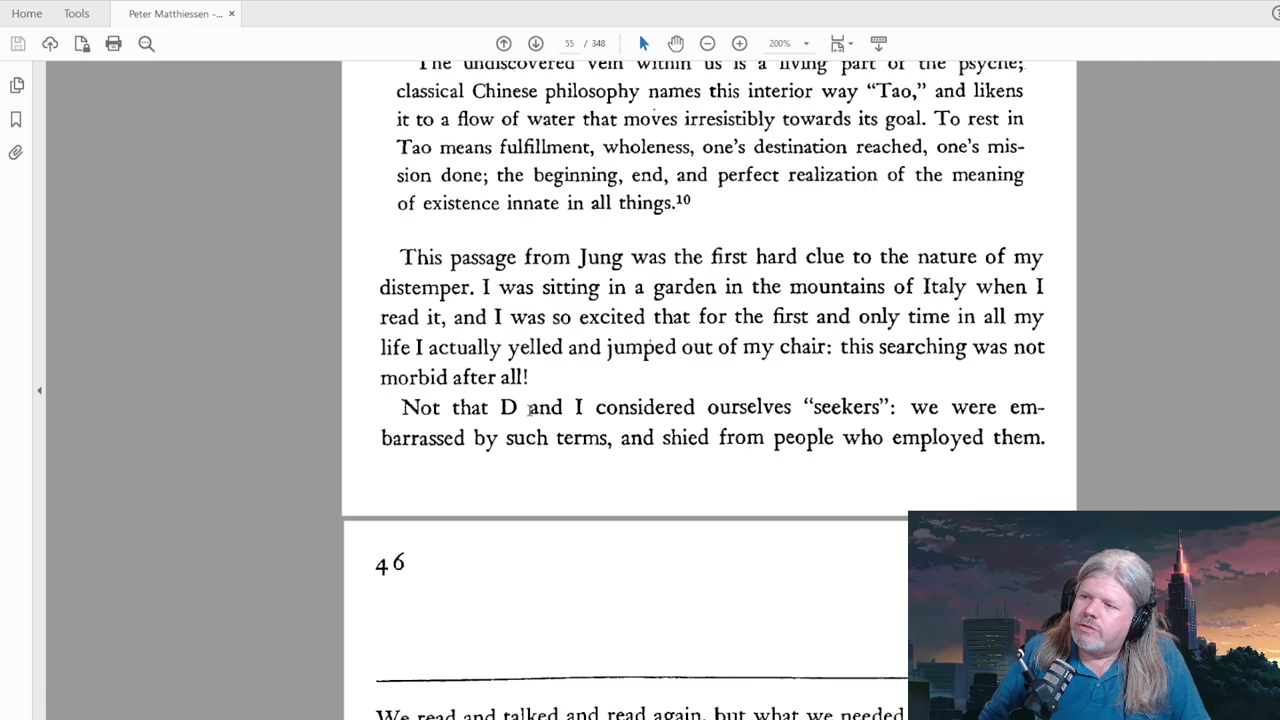 Home
Tools
Peter Matthiessen -...
55 / 348
200%
The undiscovered vein within us is a living part of the psyche;
classical Chinese philosophy names this interior way “Tao,” and likens
it to a flow of water that moves irresistibly towards its goal. To rest in
Tao means fulfillment, wholeness, one’s destination reached, one’s mis-
sion done; the beginning, end, and perfect realization of the meaning
of existence innate in all things.¹⁰
This passage from Jung was the first hard clue to the nature of my
distemper. I was sitting in a garden in the mountains of Italy when I
read it, and I was so excited that for the first and only time in all my
life I actually yelled and jumped out of my chair: this searching was not
morbid after all!
Not that D and I considered ourselves “seekers”: we were em-
barrassed by such terms, and shied from people who employed them.
46
We read and talked and read again, but what we needed